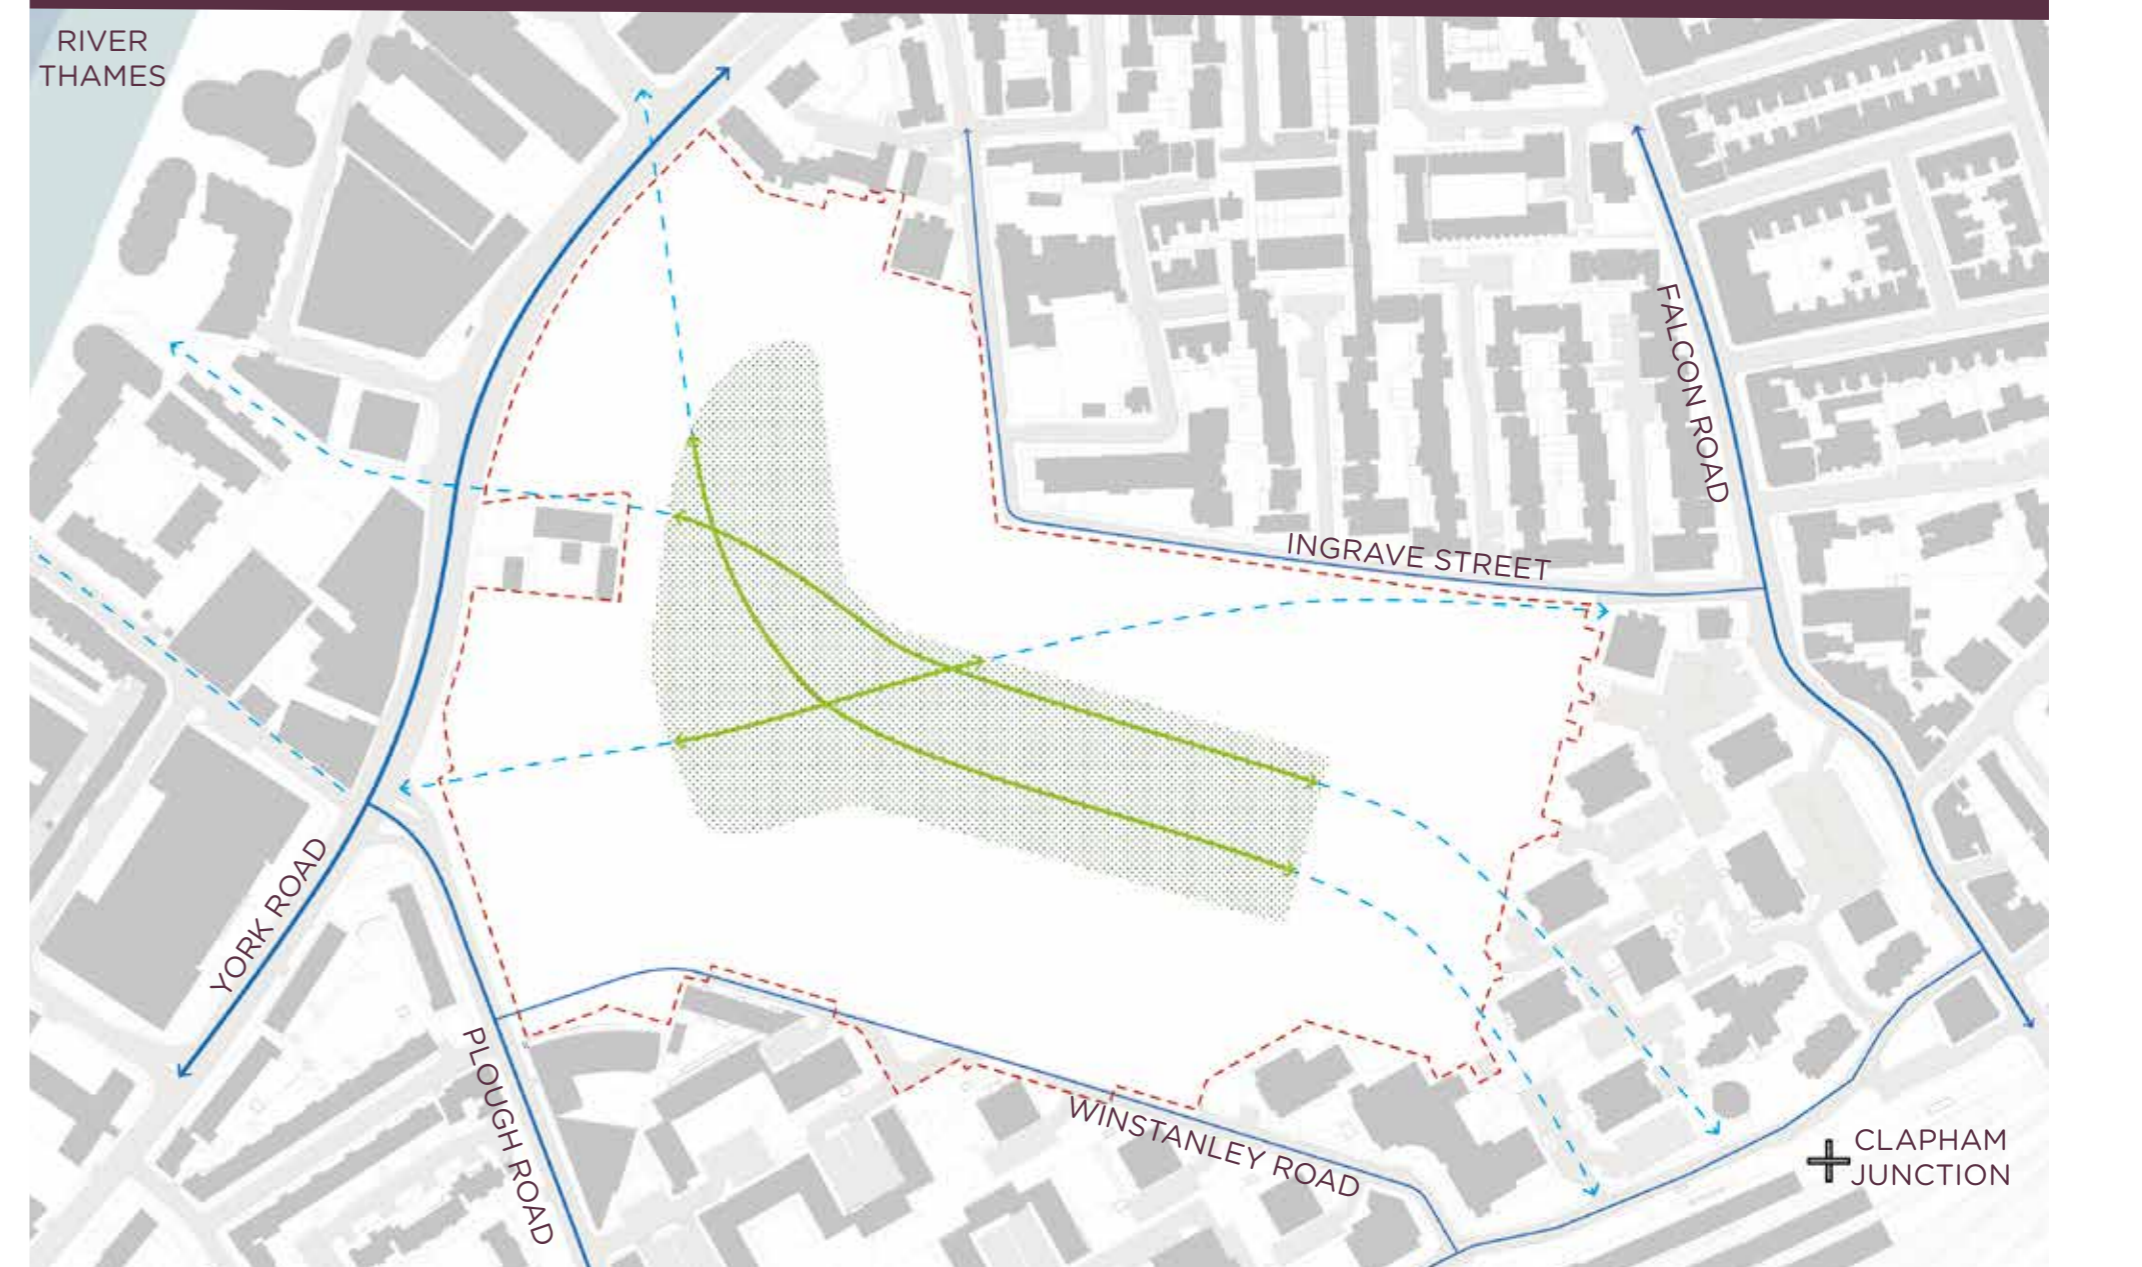 RIVER
THAMES
FALCON ROAD
INGRAVE STREET
YORK ROAD
PLOUGH ROAD
WINSTANLEY ROAD
CLAPHAM
JUNCTION